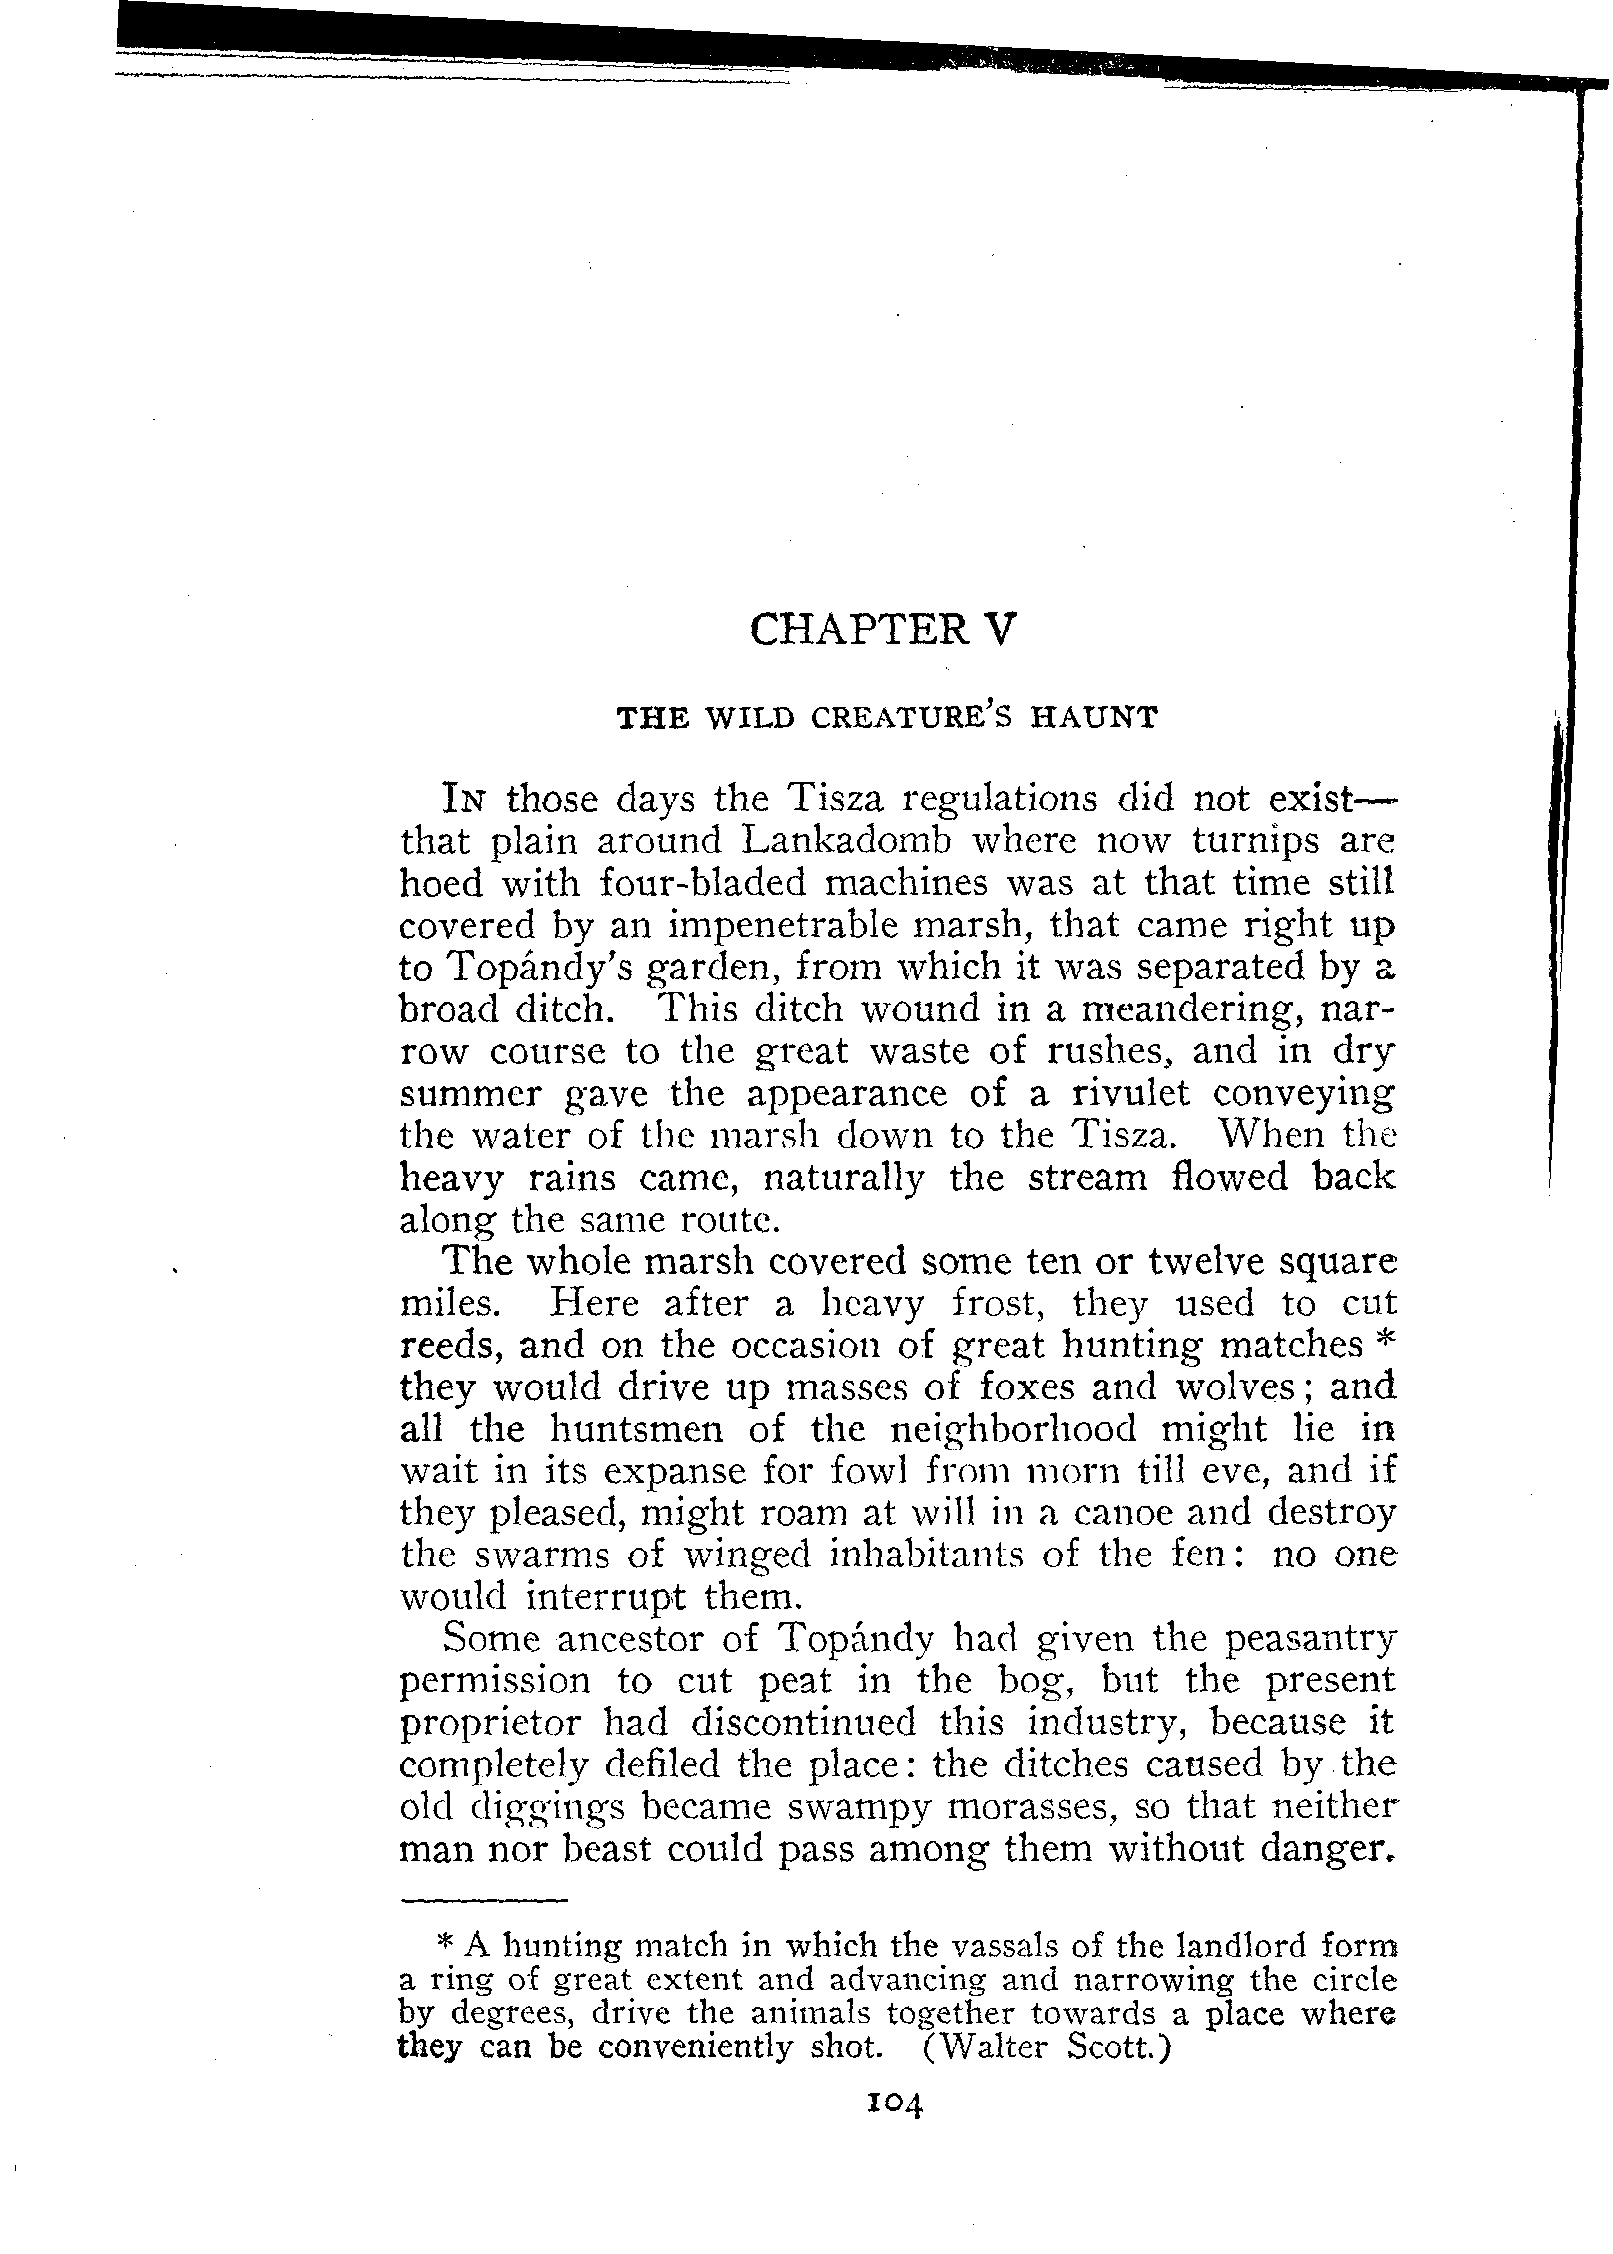 CHAPTER V
THE WILD CREATURE'S HAUNT
IN those days the Tisza regulations did not exist—
that plain around Lankadomb where now turnips are
hoed with four-bladed machines was at that time still
covered by an impenetrable marsh, that came right up
to Topándy's garden, from which it was separated by a
broad ditch. This ditch wound in a meandering, nar-
row course to the great waste of rushes, and in dry
summer gave the appearance of a rivulet conveying
the water of the marsh down to the Tisza. When the
heavy rains came, naturally the stream flowed back
along the same route.
The whole marsh covered some ten or twelve square
miles. Here after a heavy frost, they used to cut
reeds, and on the occasion of great hunting matches *
they would drive up masses of foxes and wolves; and
all the huntsmen of the neighborhood might lie in
wait in its expanse for fowl from morn till eve, and if
they pleased, might roam at will in a canoe and destroy
the swarms of winged inhabitants of the fen: no one
would interrupt them.
Some ancestor of Topándy had given the peasantry
permission to cut peat in the bog, but the present
proprietor had discontinued this industry, because it
completely defiled the place: the ditches caused by the
old diggings became swampy morasses, so that neither
man nor beast could pass among them without danger.
* A hunting match in which the vassals of the landlord form
a ring of great extent and advancing and narrowing the circle
by degrees, drive the animals together towards a place where
they can be conveniently shot. (Walter Scott.)
104